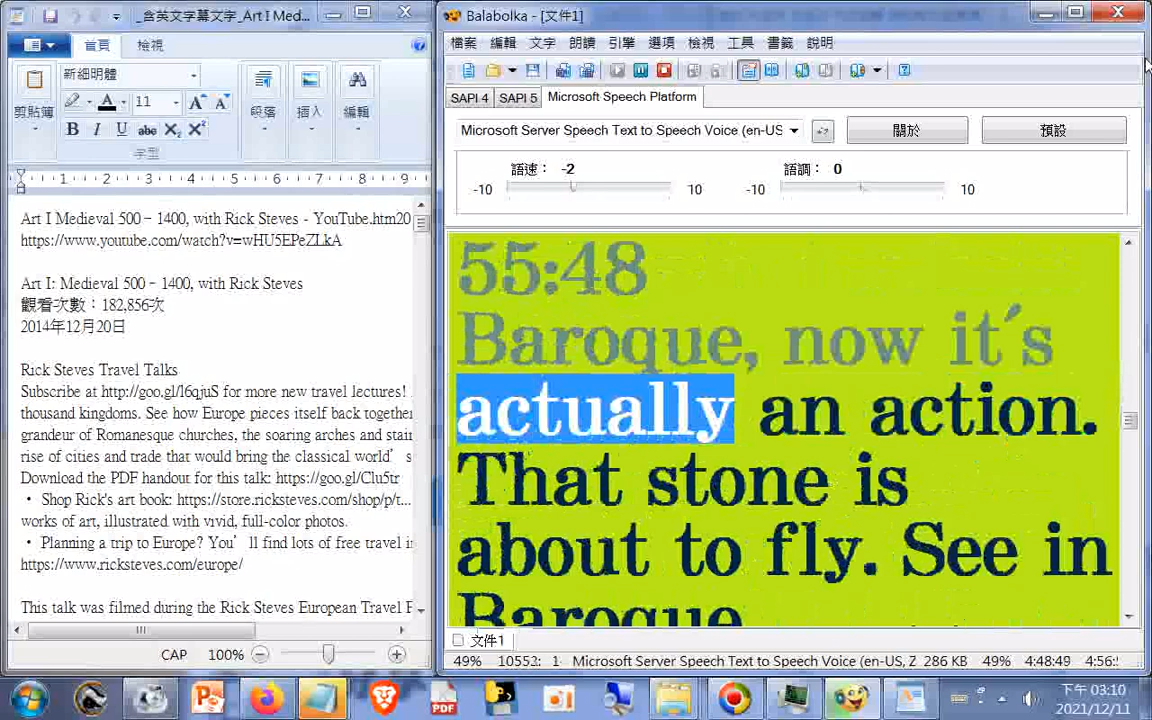 _含英文字幕文字_Art I Med...
首頁
檢視
新細明體
11
剪貼簿
段落
插入
編輯
B I U abc X₂ X²
字型
1 2 3 4 5 6 7 8 9
Art I Medieval 500–1400, with Rick Steves - YouTube.htm20
https://www.youtube.com/watch?v=wHU5EPeZLkA
Art I: Medieval 500–1400, with Rick Steves
觀看次數：182,856次
2014年12月20日
Rick Steves Travel Talks
Subscribe at http://goo.gl/l6qjuS for more new travel lectures!
thousand kingdoms. See how Europe pieces itself back together
grandeur of Romanesque churches, the soaring arches and stai
rise of cities and trade that would bring the classical world’s
Download the PDF handout for this talk: https://goo.gl/Clu5tr
• Shop Rick's art book: https://store.ricksteves.com/shop/p/t...
works of art, illustrated with vivid, full-color photos.
• Planning a trip to Europe? You’ll find lots of free travel i
https://www.ricksteves.com/europe/
This talk was filmed during the Rick Steves European Travel F
CAP 100%
Balabolka - [文件1]
檔案 編輯 文字 朗讀 引擎 選項 檢視 工具 書籤 說明
SAPI 4 SAPI 5 Microsoft Speech Platform
Microsoft Server Speech Text to Speech Voice (en-US
關於
預設
語速： -2
語調： 0
-10 10 -10 10
55:48
Baroque, now it´s
actually an action.
That stone is
about to fly. See in
Baroque
文件1
49% 10552: 1 Microsoft Server Speech Text to Speech Voice (en-US, Z 286 KB 49% 4:48:49 4:56:
PDF
下午 03:10
2021/12/11